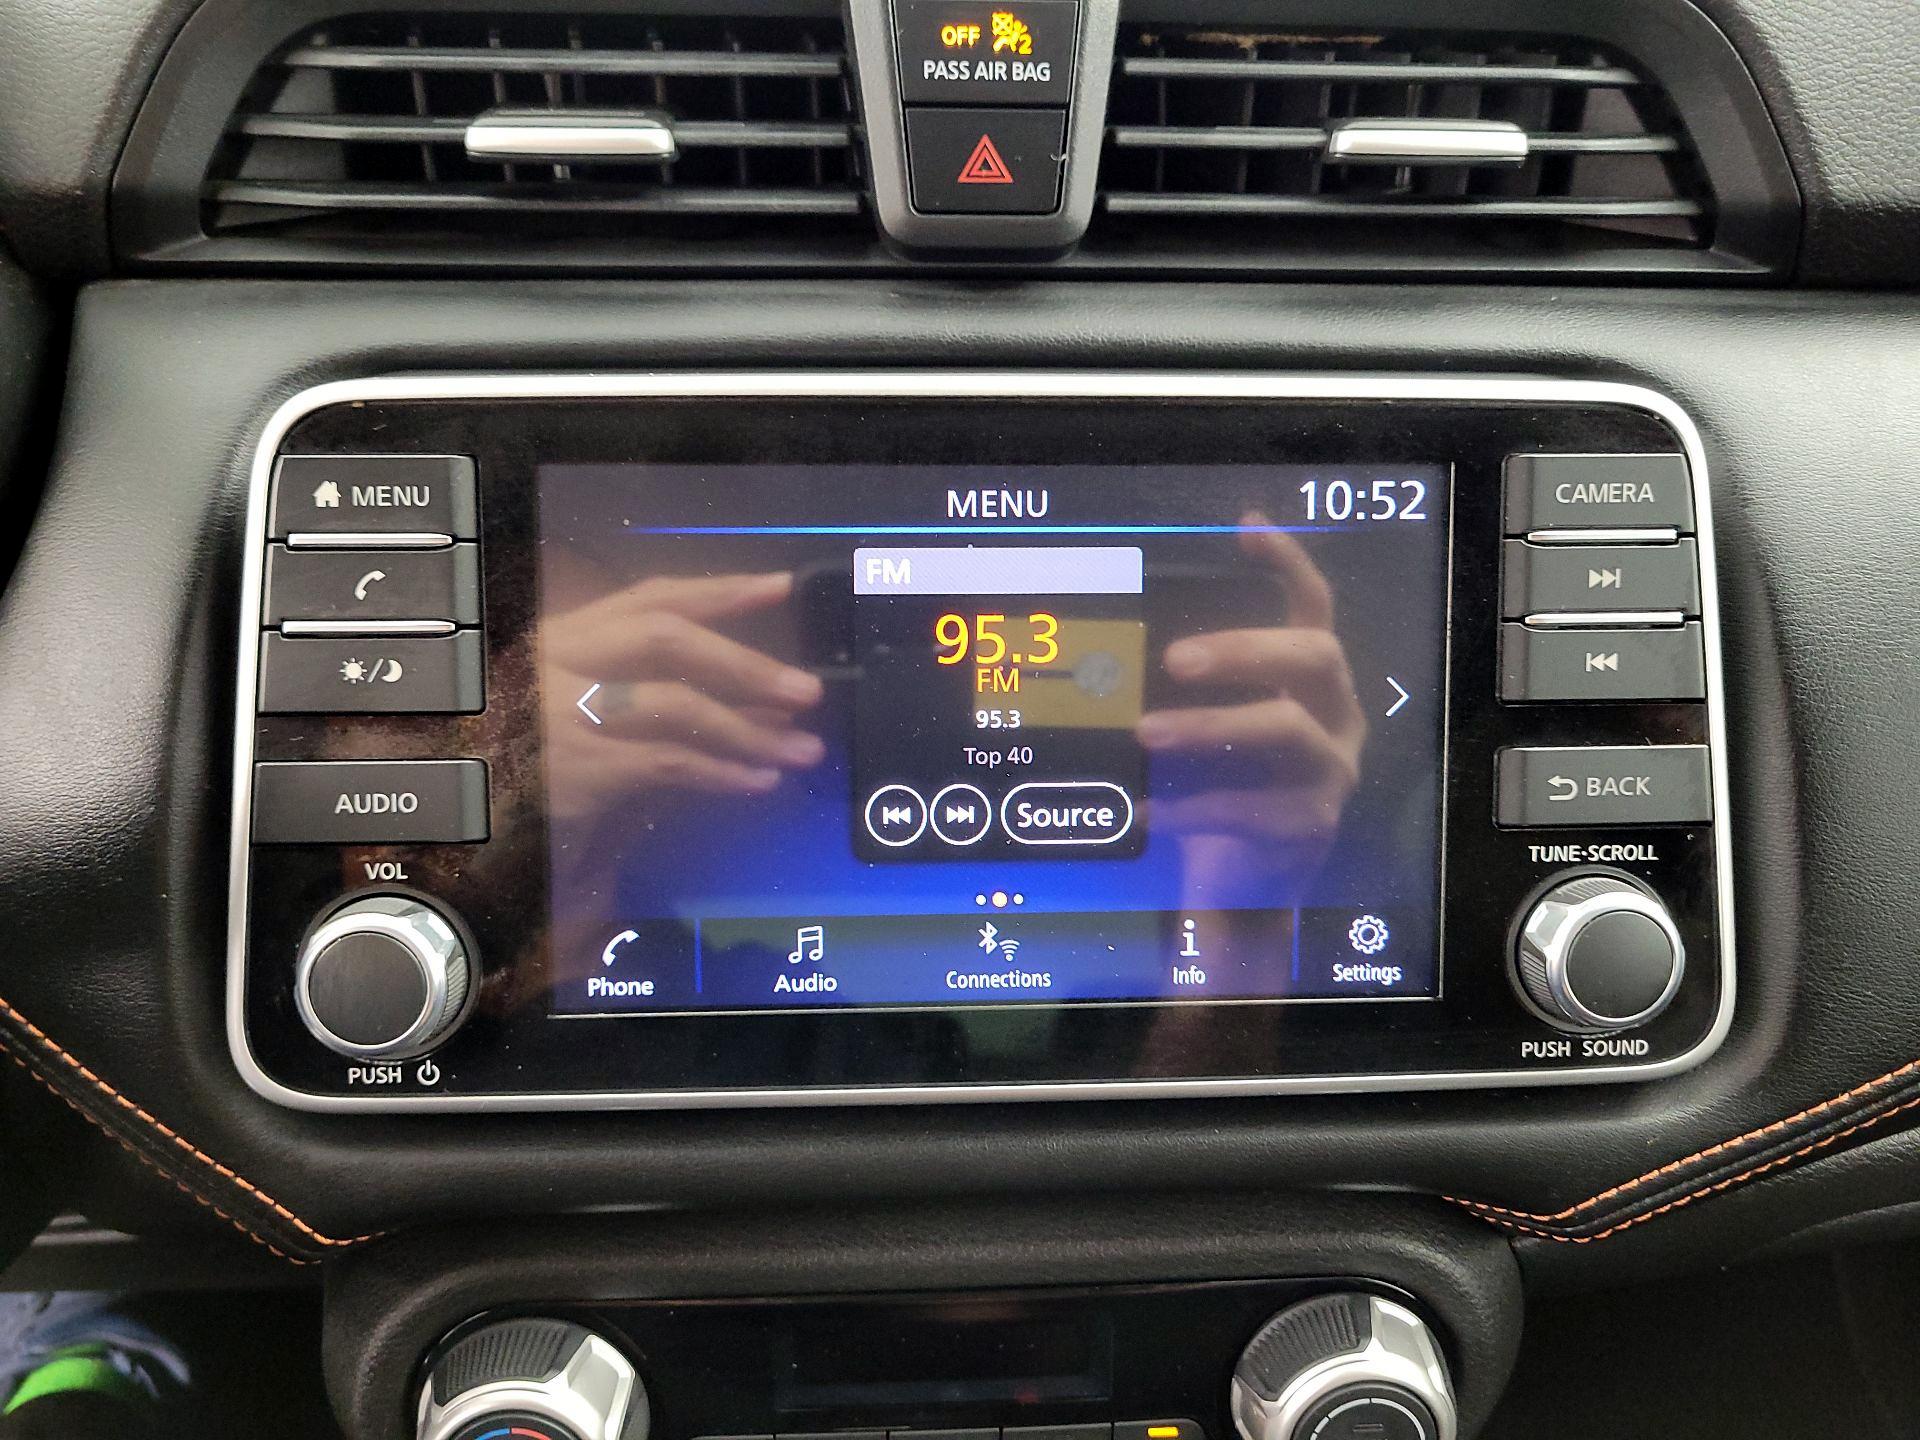 OFF 2
PASS AIR BAG
MENU
AUDIO
VOL
PUSH
MENU
10:52
FM
95.3
FM
95.3
Top 40
Source
Phone
Audio
Connections
Info
Settings
CAMERA
BACK
TUNE·SCROLL
PUSH SOUND